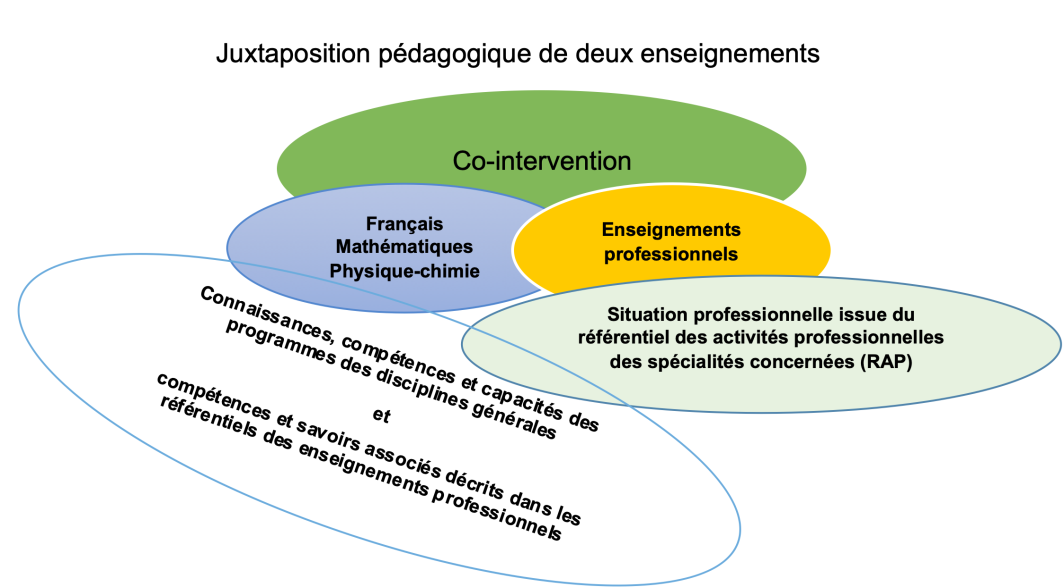 Juxtaposition pédagogique de deux enseignements
Co-intervention
Français
Mathématiques
Physique-chimie
Enseignements
professionnels
Situation professionnelle issue du
référentiel des activités professionnelles
des spécialités concernées (RAP)
Connaissances, compétences et capacités des
programmes des disciplines générales
et
compétences et savoirs associés décrits dans les
référentiels des enseignements professionnels